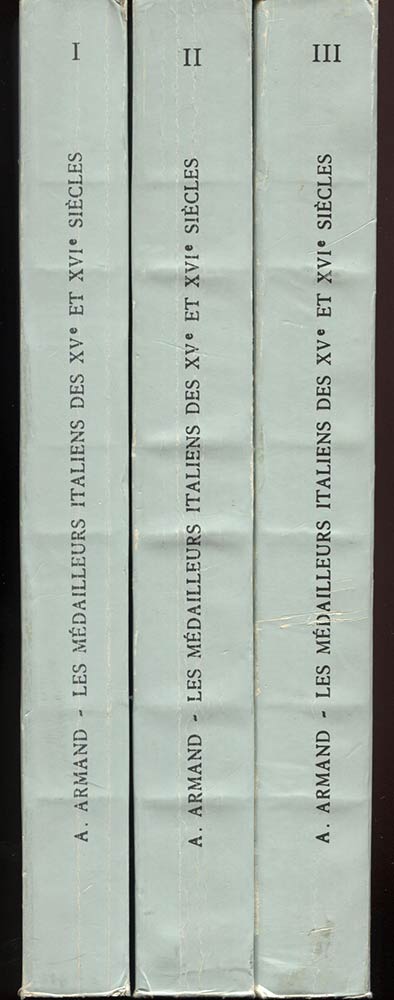 I
A. ARMAND - LES MÉDAILLEURS ITALIENS DES XVe ET XVIe SIÈCLES
II
A. ARMAND - LES MÉDAILLEURS ITALIENS DES XVe ET XVIe SIÈCLES
III
A. ARMAND - LES MÉDAILLEURS ITALIENS DES XVe ET XVIe SIÈCLES